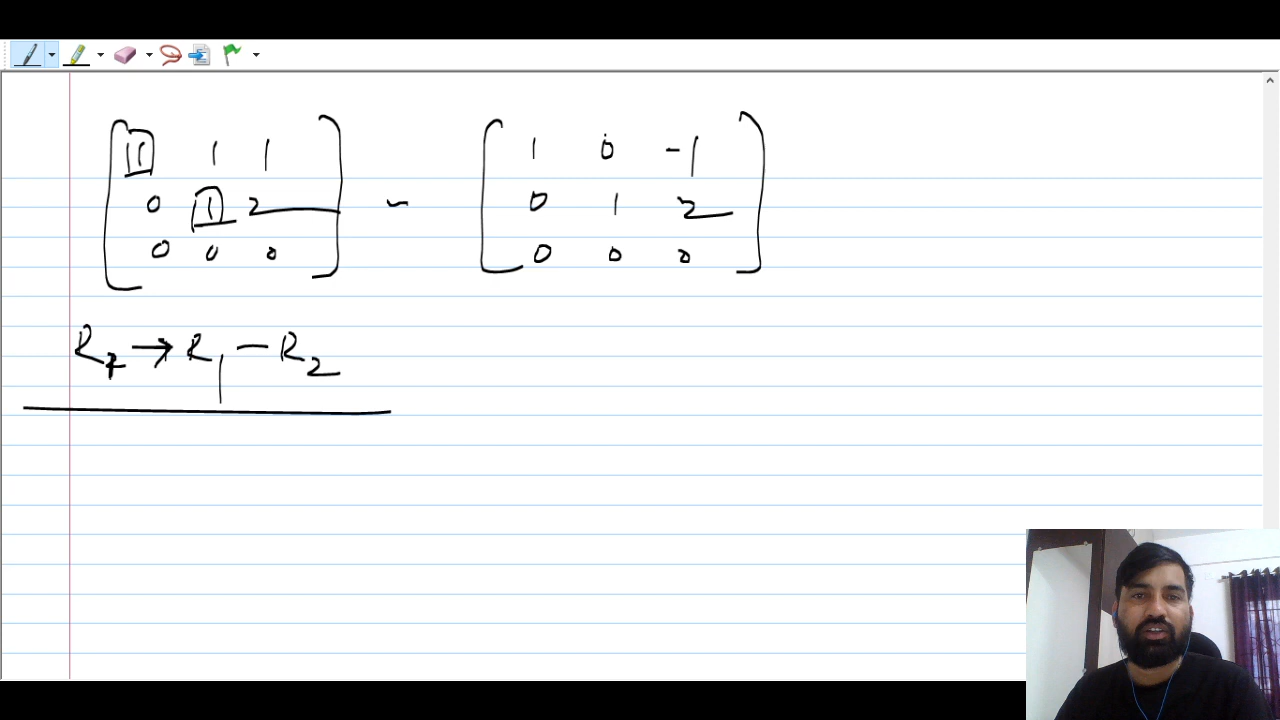 [1 1 1] ~ [1 0 -1]
[0 1 2] [0 1 2]
[0 0 0] [0 0 0]
R₁ → R₁ - R₂